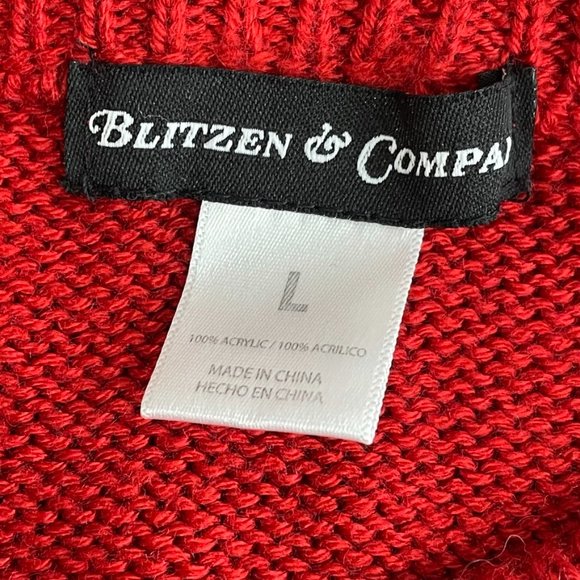 BLITZEN & COMPA
L
100% ACRYLIC / 100% ACRILICO
MADE IN CHINA
HECHO EN CHINA